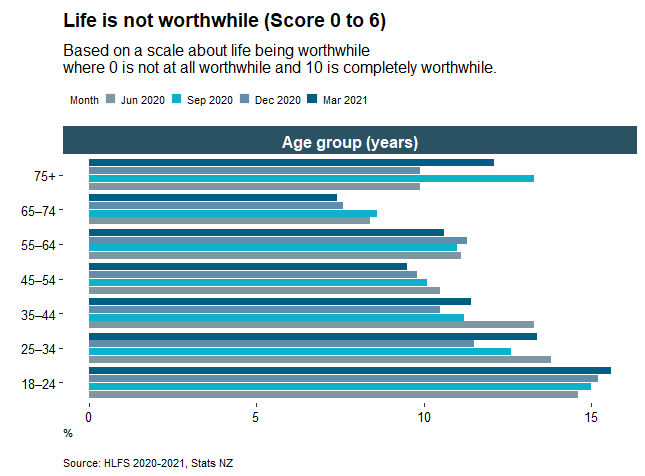 Life is not worthwhile (Score 0 to 6)
Based on a scale about life being worthwhile
where 0 is not at all worthwhile and 10 is completely worthwhile.
Month Jun 2020 Sep 2020 Dec 2020 Mar 2021
Age group (years)
75+
65–74
55–64
45–54
35–44
25–34
18–24
0 5 10 15
%
Source: HLFS 2020-2021, Stats NZ